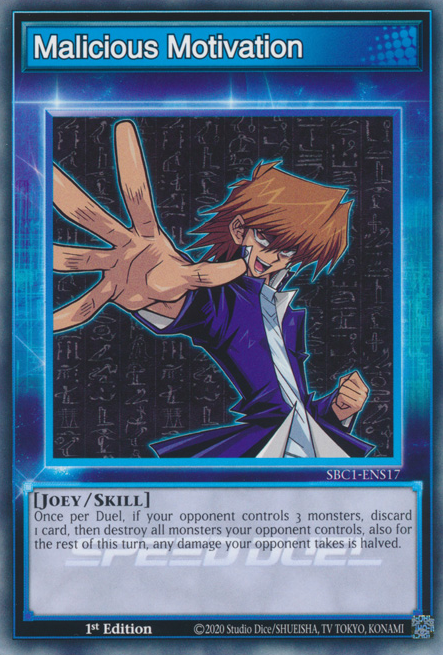 Malicious Motivation
SBC1-ENS17
[JOEY/SKILL]
Once per Duel, if your opponent controls 3 monsters, discard
1 card, then destroy all monsters your opponent controls, also for
the rest of this turn, any damage your opponent takes is halved.
SPEED DUEL
1st Edition
©2020 Studio Dice/SHUEISHA, TV TOKYO, KONAMI